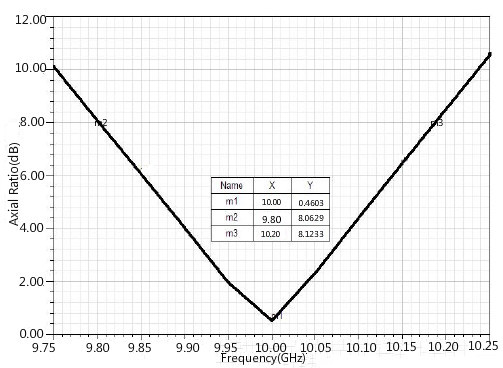 12.00
10.00
8.00
6.00
4.00
2.00
0.00
Axial Ratio(dB)
m2
m3
Name X Y
m1 10.00 0.4603
m2 9.80 8.0629
m3 10.20 8.1233
9.75 9.80 9.85 9.90 9.95 10.00 10.05 10.10 10.15 10.20 10.25
Frequency(GHz)